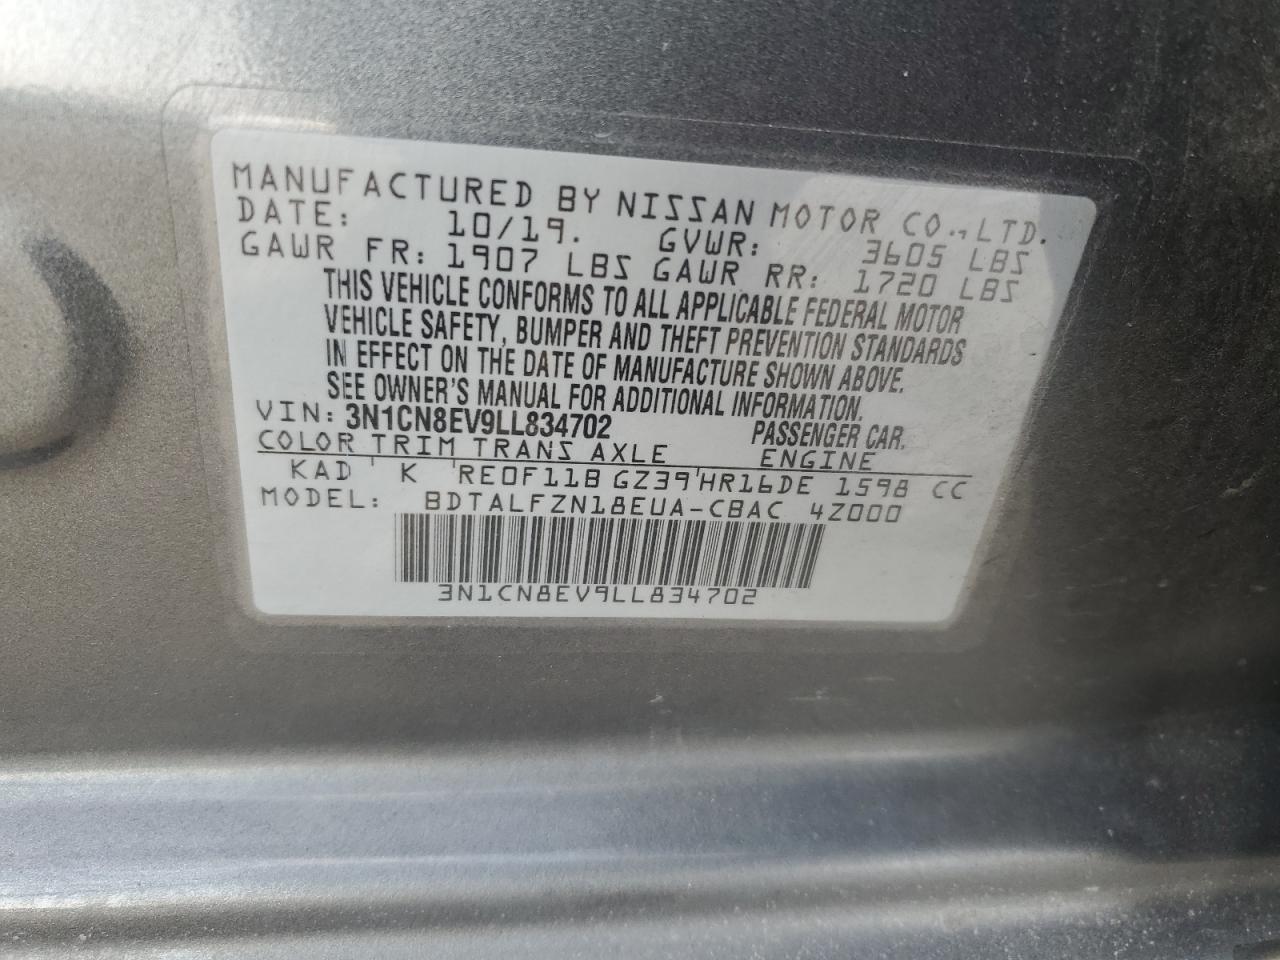 MANUFACTURED BY NISSAN MOTOR CO.,LTD.
DATE: 10/19. GVWR: 3605 LBS
GAWR FR: 1907 LBS GAWR RR: 1720 LBS
THIS VEHICLE CONFORMS TO ALL APPLICABLE FEDERAL MOTOR
VEHICLE SAFETY, BUMPER AND THEFT PREVENTION STANDARDS
IN EFFECT ON THE DATE OF MANUFACTURE SHOWN ABOVE.
SEE OWNER'S MANUAL FOR ADDITIONAL INFORMATION.
VIN: 3N1CN8EV9LL834702 PASSENGER CAR.
COLOR TRIM TRANS AXLE ENGINE
KAD ' K 'RE0F11B GZ39'HR16DE 1598 CC
MODEL: BDTALFZN18EUA-CBAC 4Z000
3N1CN8EV9LL834702